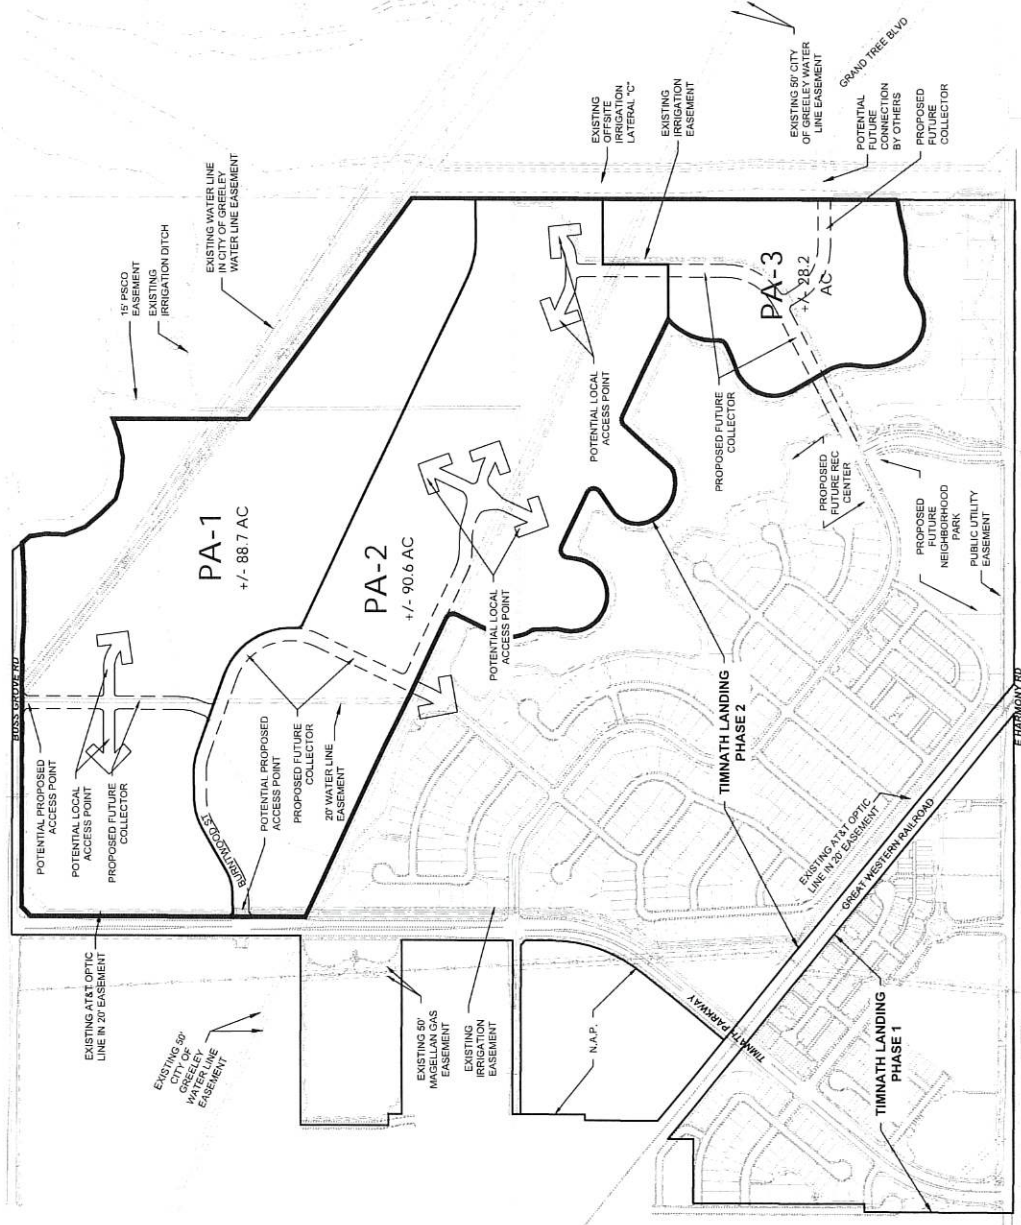 EXISTING 50' CITY
OF GREELEY WATER
LINE EASEMENT
GRAND TREE BLVD
POTENTIAL
FUTURE
CONNECTION
BY OTHERS
PROPOSED
FUTURE
COLLECTOR
EXISTING
OFFSITE
IRRIGATION
LATERAL "C"
EXISTING
IRRIGATION
EASEMENT
EXISTING WATER LINE
IN CITY OF GREELEY
WATER LINE EASEMENT
15' PSCO
EASEMENT
EXISTING
IRRIGATION DITCH
PA-3
+/- 28.2
AC
POTENTIAL LOCAL
ACCESS POINT
PROPOSED FUTURE
COLLECTOR
PROPOSED
FUTURE REC
CENTER
PROPOSED
FUTURE
NEIGHBORHOOD
PARK
PUBLIC UTILITY
EASEMENT
PA-1
+/- 88.7 AC
PA-2
+/- 90.6 AC
POTENTIAL LOCAL
ACCESS POINT
BOSS GROVE RD
POTENTIAL PROPOSED
ACCESS POINT
POTENTIAL LOCAL
ACCESS POINT
PROPOSED FUTURE
COLLECTOR
BURNTWOOD ST
POTENTIAL PROPOSED
ACCESS POINT
PROPOSED FUTURE
COLLECTOR
20' WATER LINE
EASEMENT
TIMNATH LANDING
PHASE 2
E HARMONY RD
EXISTING AT&T OPTIC
LINE IN 20' EASEMENT
GREAT WESTERN RAILROAD
EXISTING AT&T OPTIC
LINE IN 20' EASEMENT
EXISTING 50'
CITY OF
GREELEY
WATER LINE
EASEMENT
EXISTING 50'
MAGELLAN GAS
EASEMENT
EXISTING
IRRIGATION
EASEMENT
N.A.P.
TIMNATH PARKWAY
TIMNATH LANDING
PHASE 1